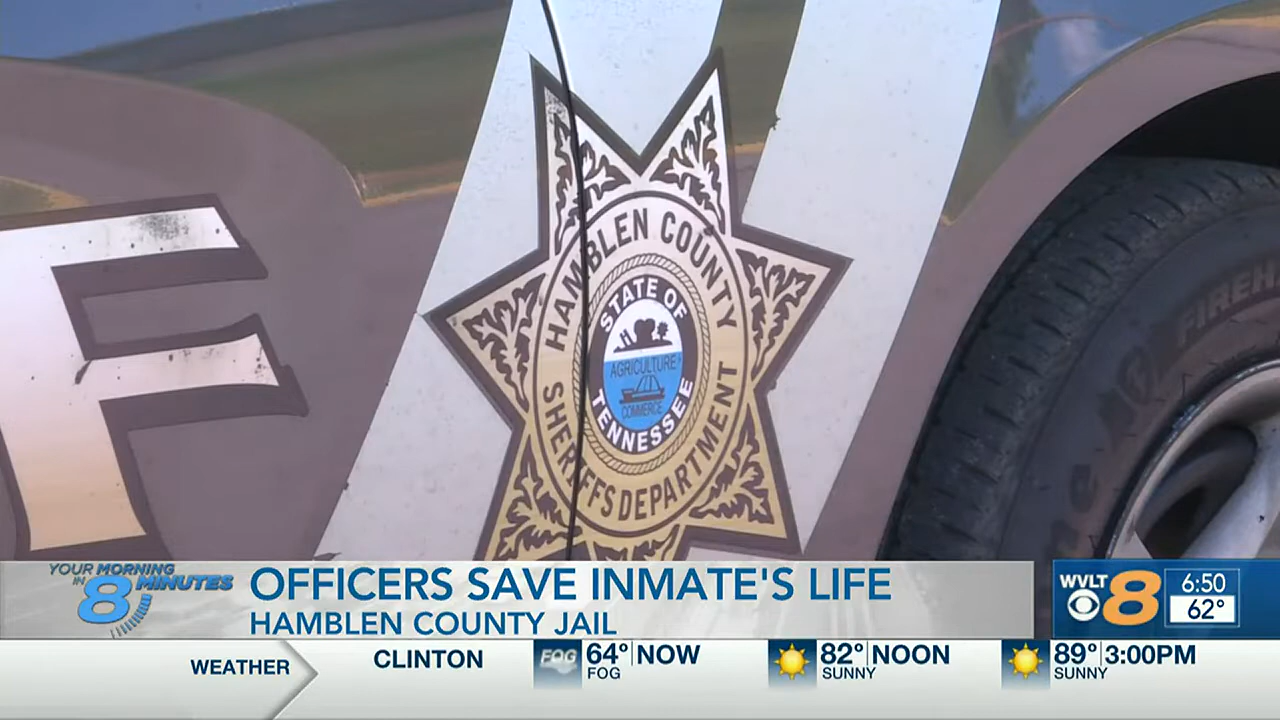 F
HAMBLEN COUNTY
STATE OF
AGRICULTURE
COMMERCE
TENNESSEE
SHERIFFS DEPARTMENT
YOUR MORNING
IN 8 MINUTES
OFFICERS SAVE INMATE'S LIFE
HAMBLEN COUNTY JAIL
WVLT 8
6:50
62°
WEATHER
CLINTON
FOG
64° NOW
FOG
82° NOON
SUNNY
89° 3:00PM
SUNNY